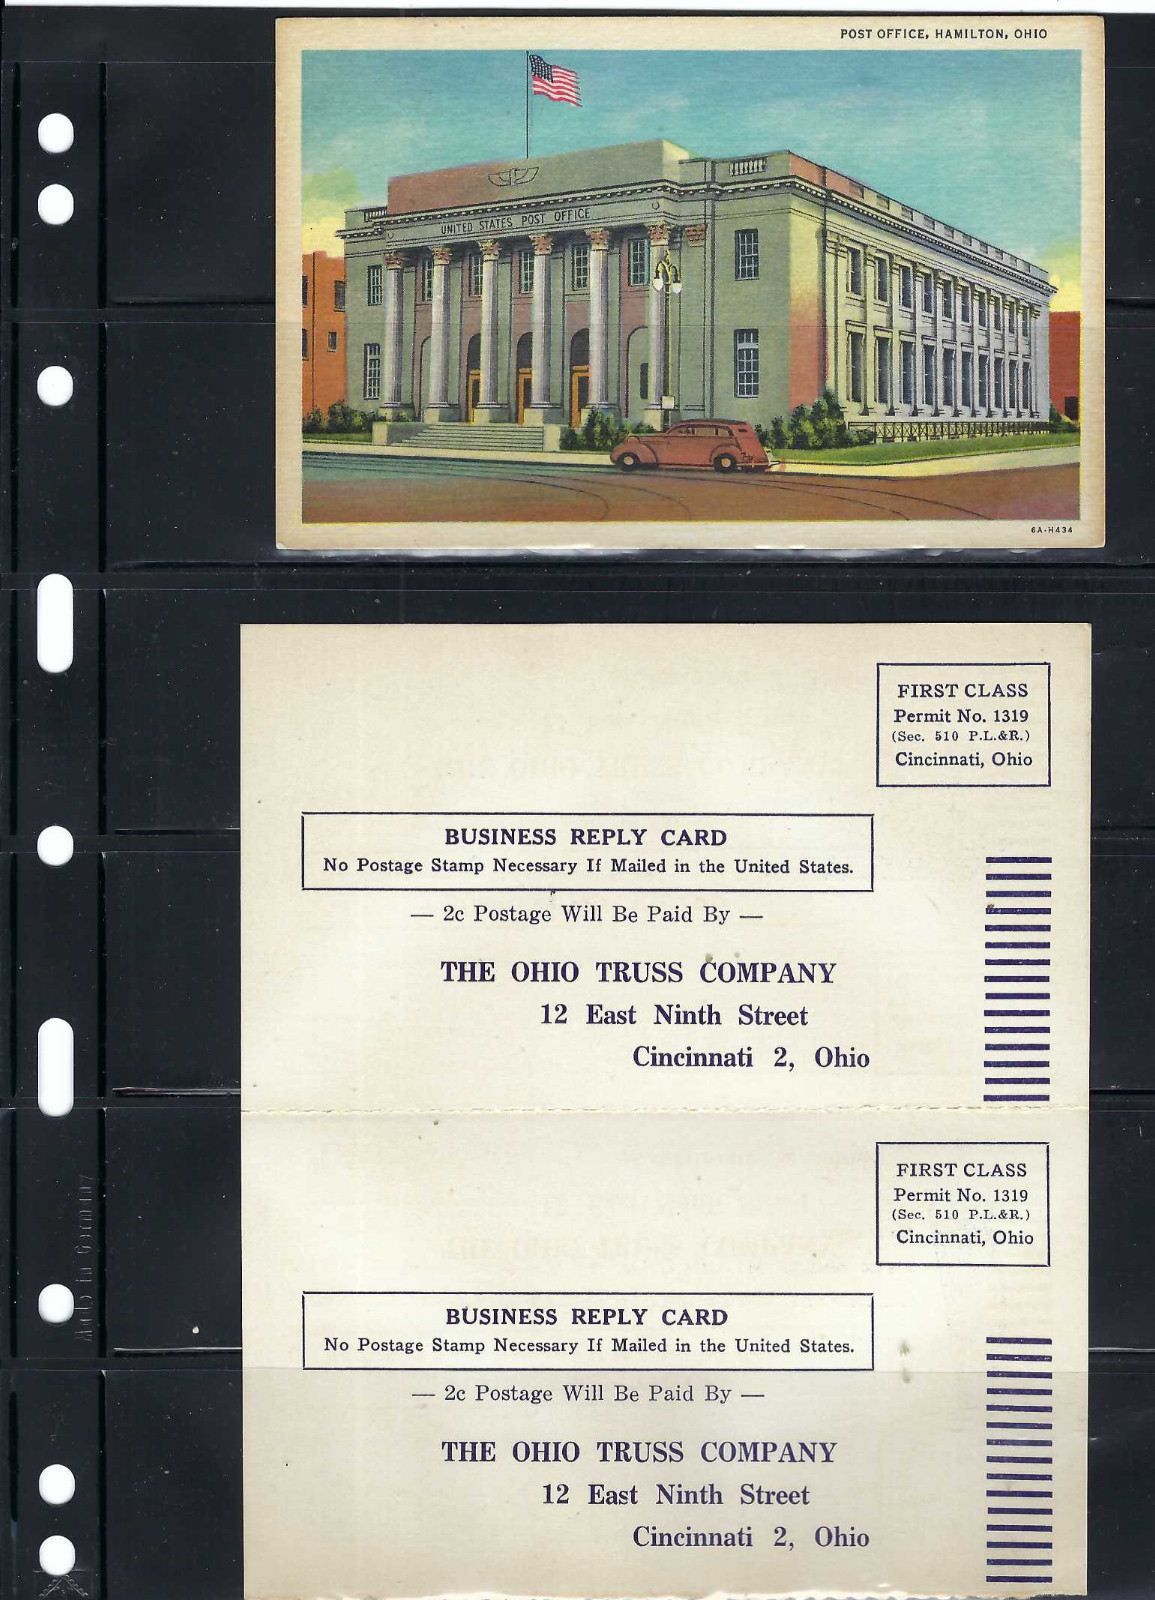 POST OFFICE, HAMILTON, OHIO
UNITED STATES POST OFFICE
6A-H434
FIRST CLASS
Permit No. 1319
(Sec. 510 P.L.&R.)
Cincinnati, Ohio
BUSINESS REPLY CARD
No Postage Stamp Necessary If Mailed in the United States.
— 2c Postage Will Be Paid By —
THE OHIO TRUSS COMPANY
12 East Ninth Street
Cincinnati 2, Ohio
FIRST CLASS
Permit No. 1319
(Sec. 510 P.L.&R.)
Cincinnati, Ohio
BUSINESS REPLY CARD
No Postage Stamp Necessary If Mailed in the United States.
— 2c Postage Will Be Paid By —
THE OHIO TRUSS COMPANY
12 East Ninth Street
Cincinnati 2, Ohio
Made in Germany